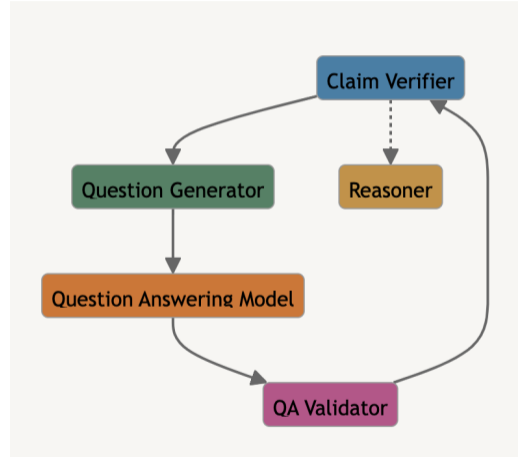 Claim Verifier
Question Generator
Reasoner
Question Answering Model
QA Validator